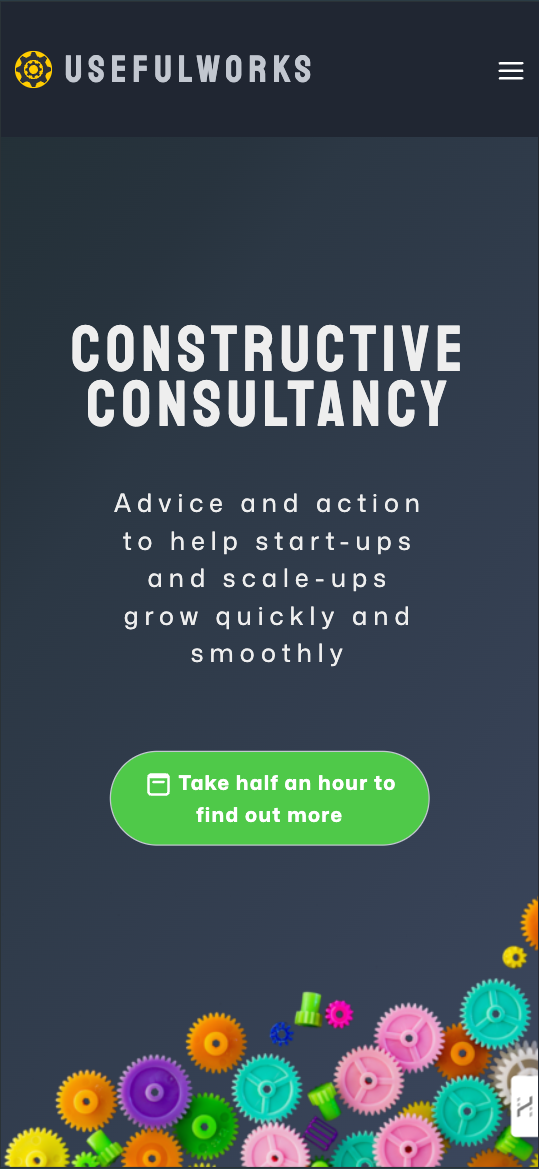 USEFULWORKS
CONSTRUCTIVE
CONSULTANCY
Advice and action
to help start-ups
and scale-ups
grow quickly and
smoothly
Take half an hour to
find out more